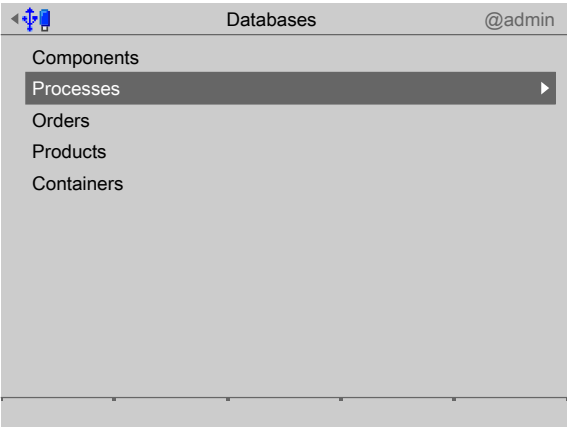 Databases @admin
Components
Processes
Orders
Products
Containers